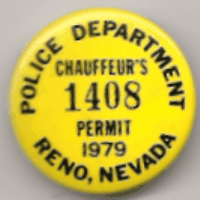 POLICE DEPARTMENT
CHAUFFEUR'S
1408
PERMIT
1979
RENO, NEVADA